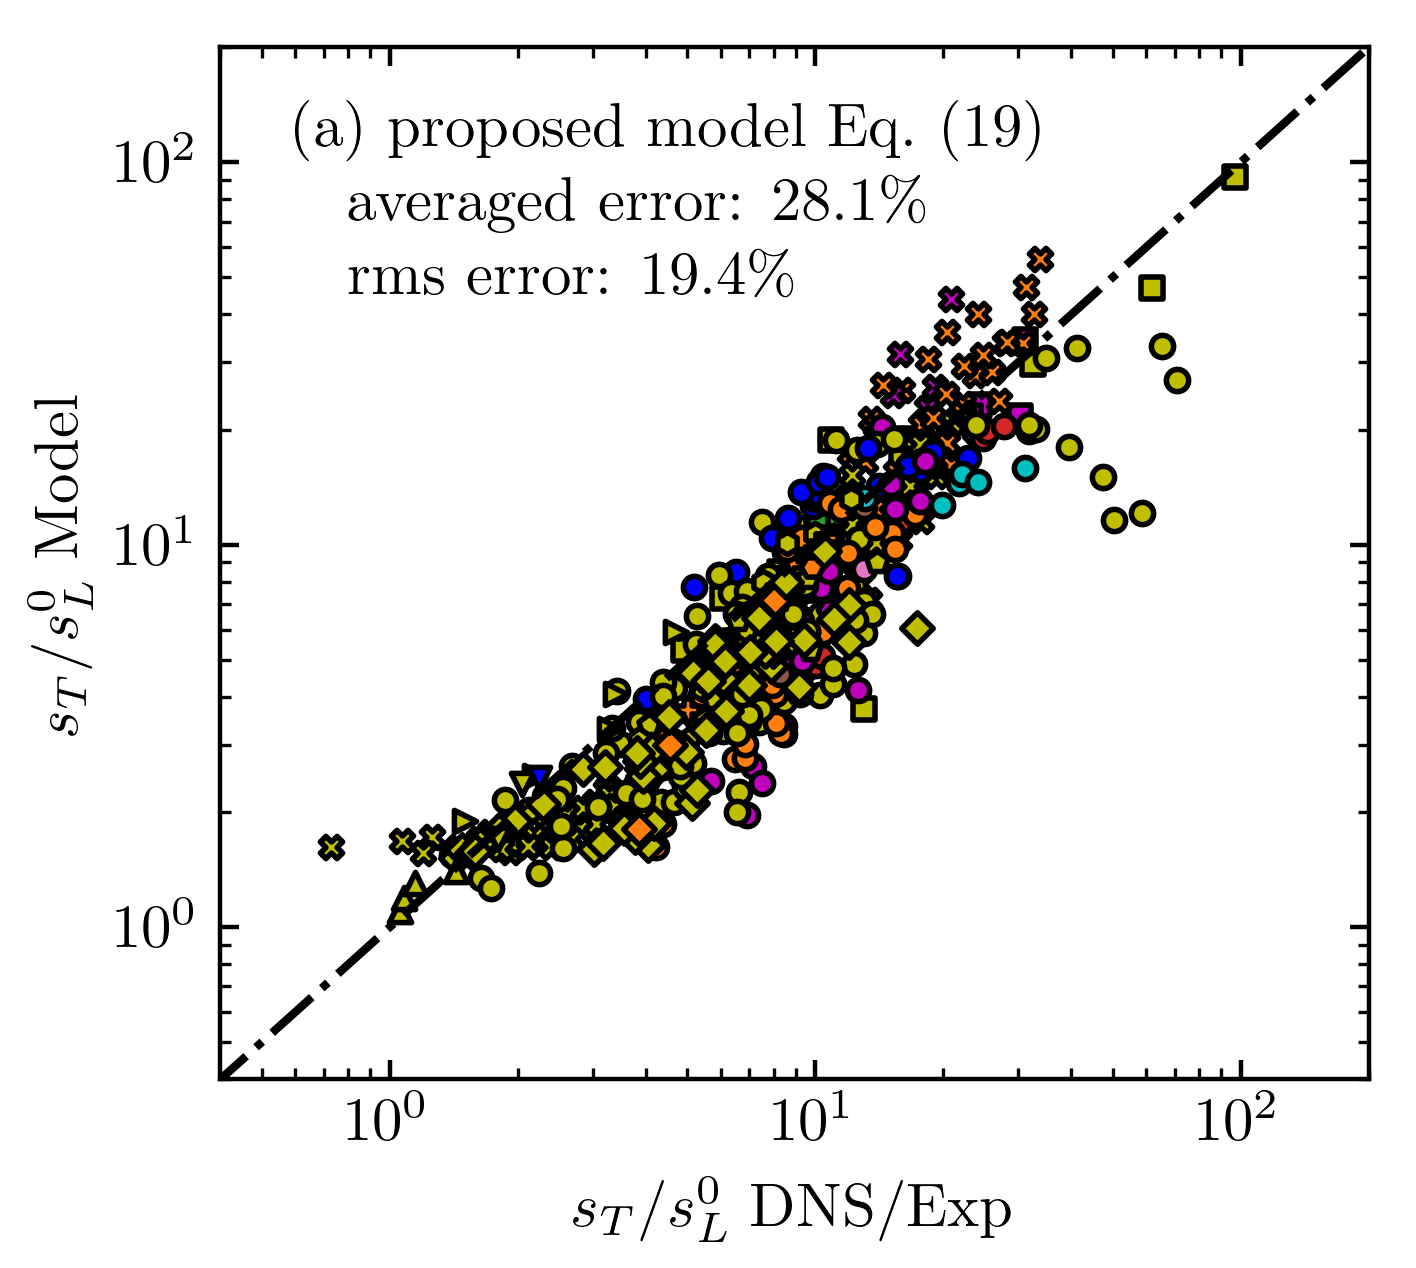 (a) proposed model Eq. (19)
averaged error: 28.1%
rms error: 19.4%
10²
10¹
10⁰
s_T/s_L^0 Model
10⁰ 10¹ 10²
s_T/s_L^0 DNS/Exp